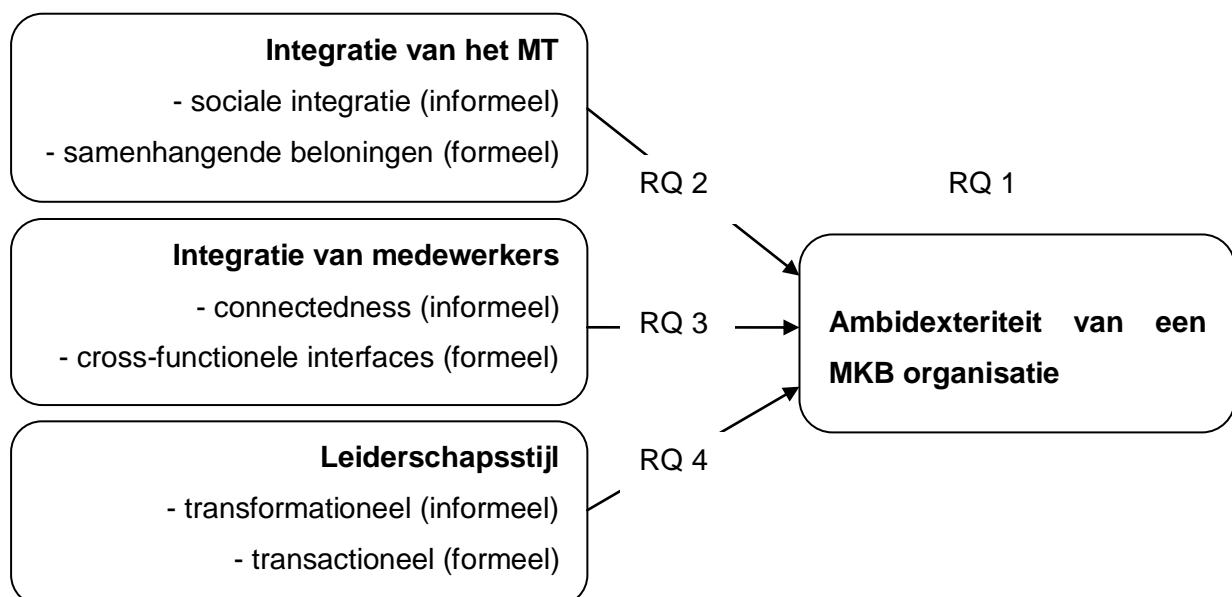 Integratie van het MT
- sociale integratie (informeel)
- samenhangende beloningen (formeel)
RQ 2
RQ 1
Integratie van medewerkers
- connectedness (informeel)
- cross-functionele interfaces (formeel)
RQ 3
Ambidexteriteit van een
MKB organisatie
Leiderschapsstijl
- transformationeel (informeel)
- transactioneel (formeel)
RQ 4